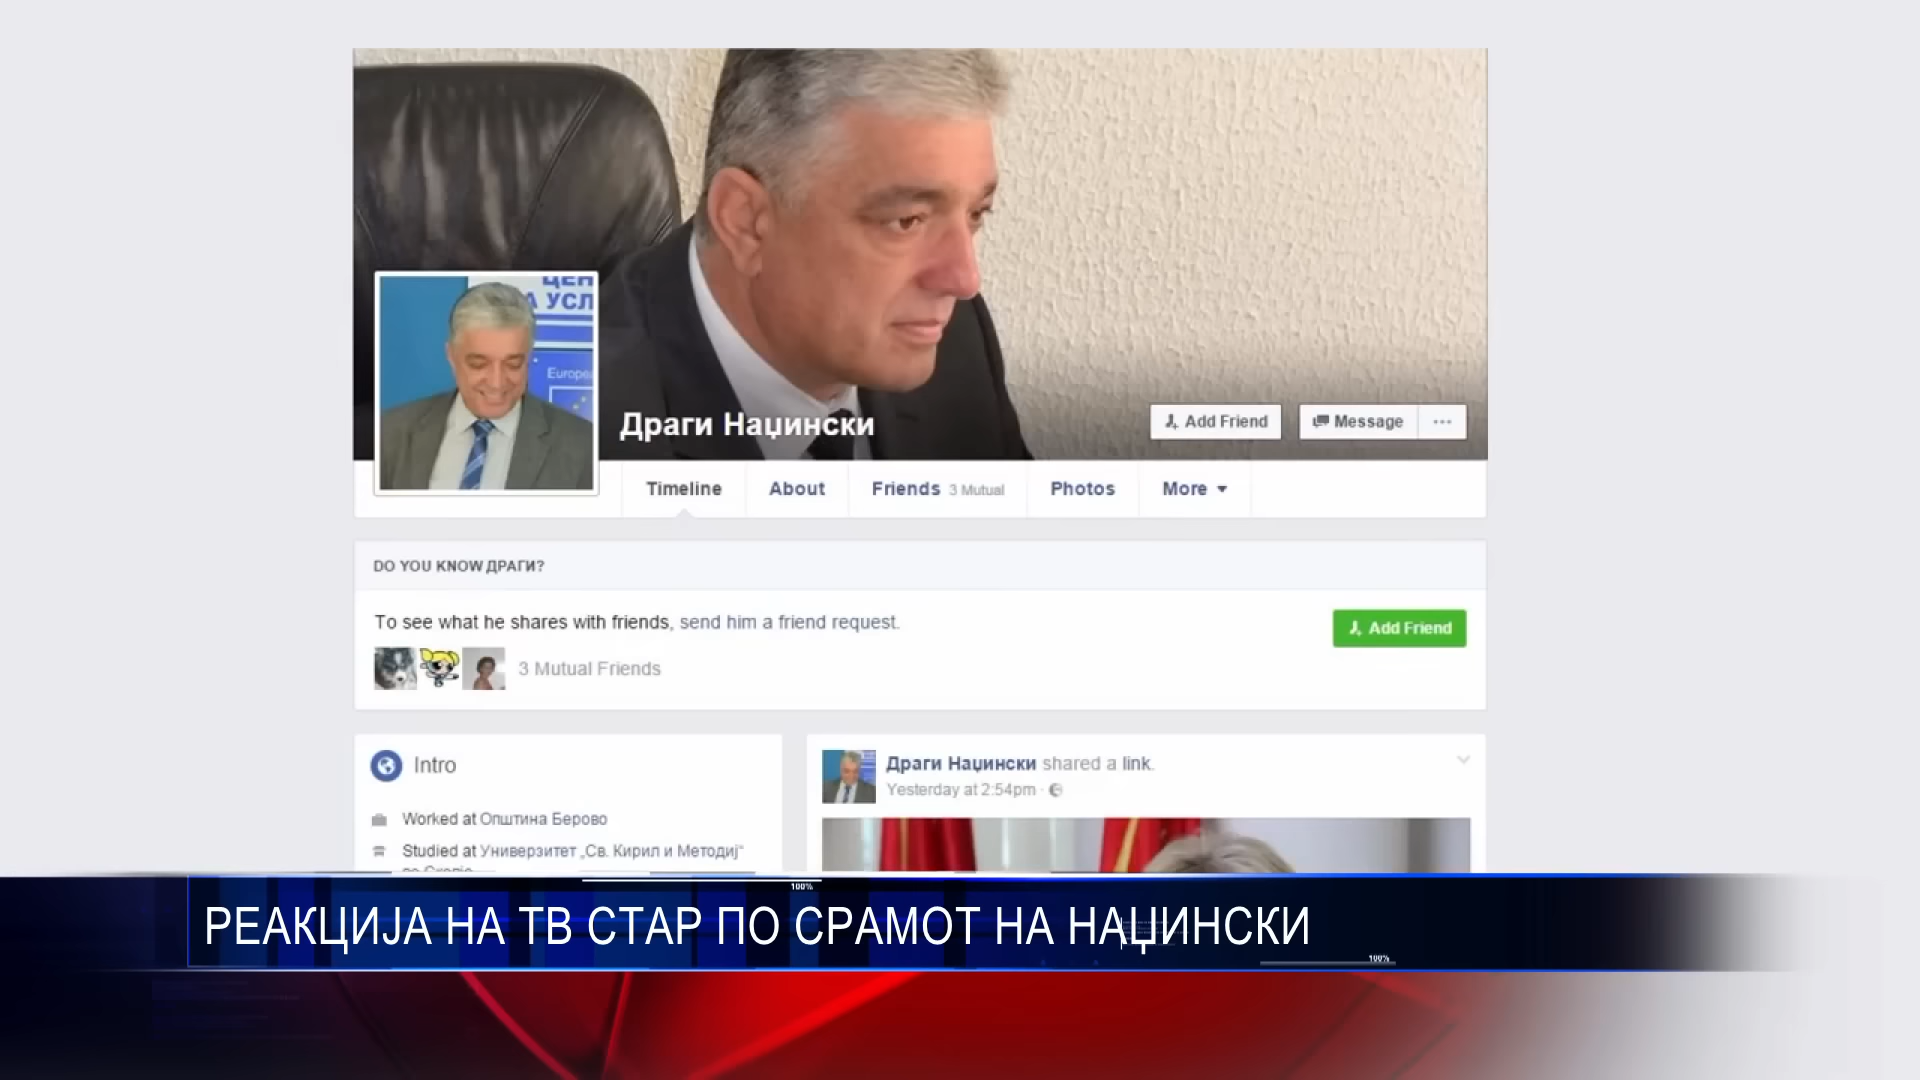 ЦЕН
А УСЛ
Europea
Драги Наџински
Add Friend
Message
Timeline
About
Friends 3 Mutual
Photos
More
DO YOU KNOW ДРАГИ?
To see what he shares with friends, send him a friend request.
Add Friend
3 Mutual Friends
Intro
Worked at Општина Берово
Studied at Универзитет „Св. Кирил и Методиј“
Драги Наџински shared a link.
Yesterday at 2:54pm
100%
РЕАКЦИЈА НА ТВ СТАР ПО СРАМОТ НА НАЏИНСКИ
100%